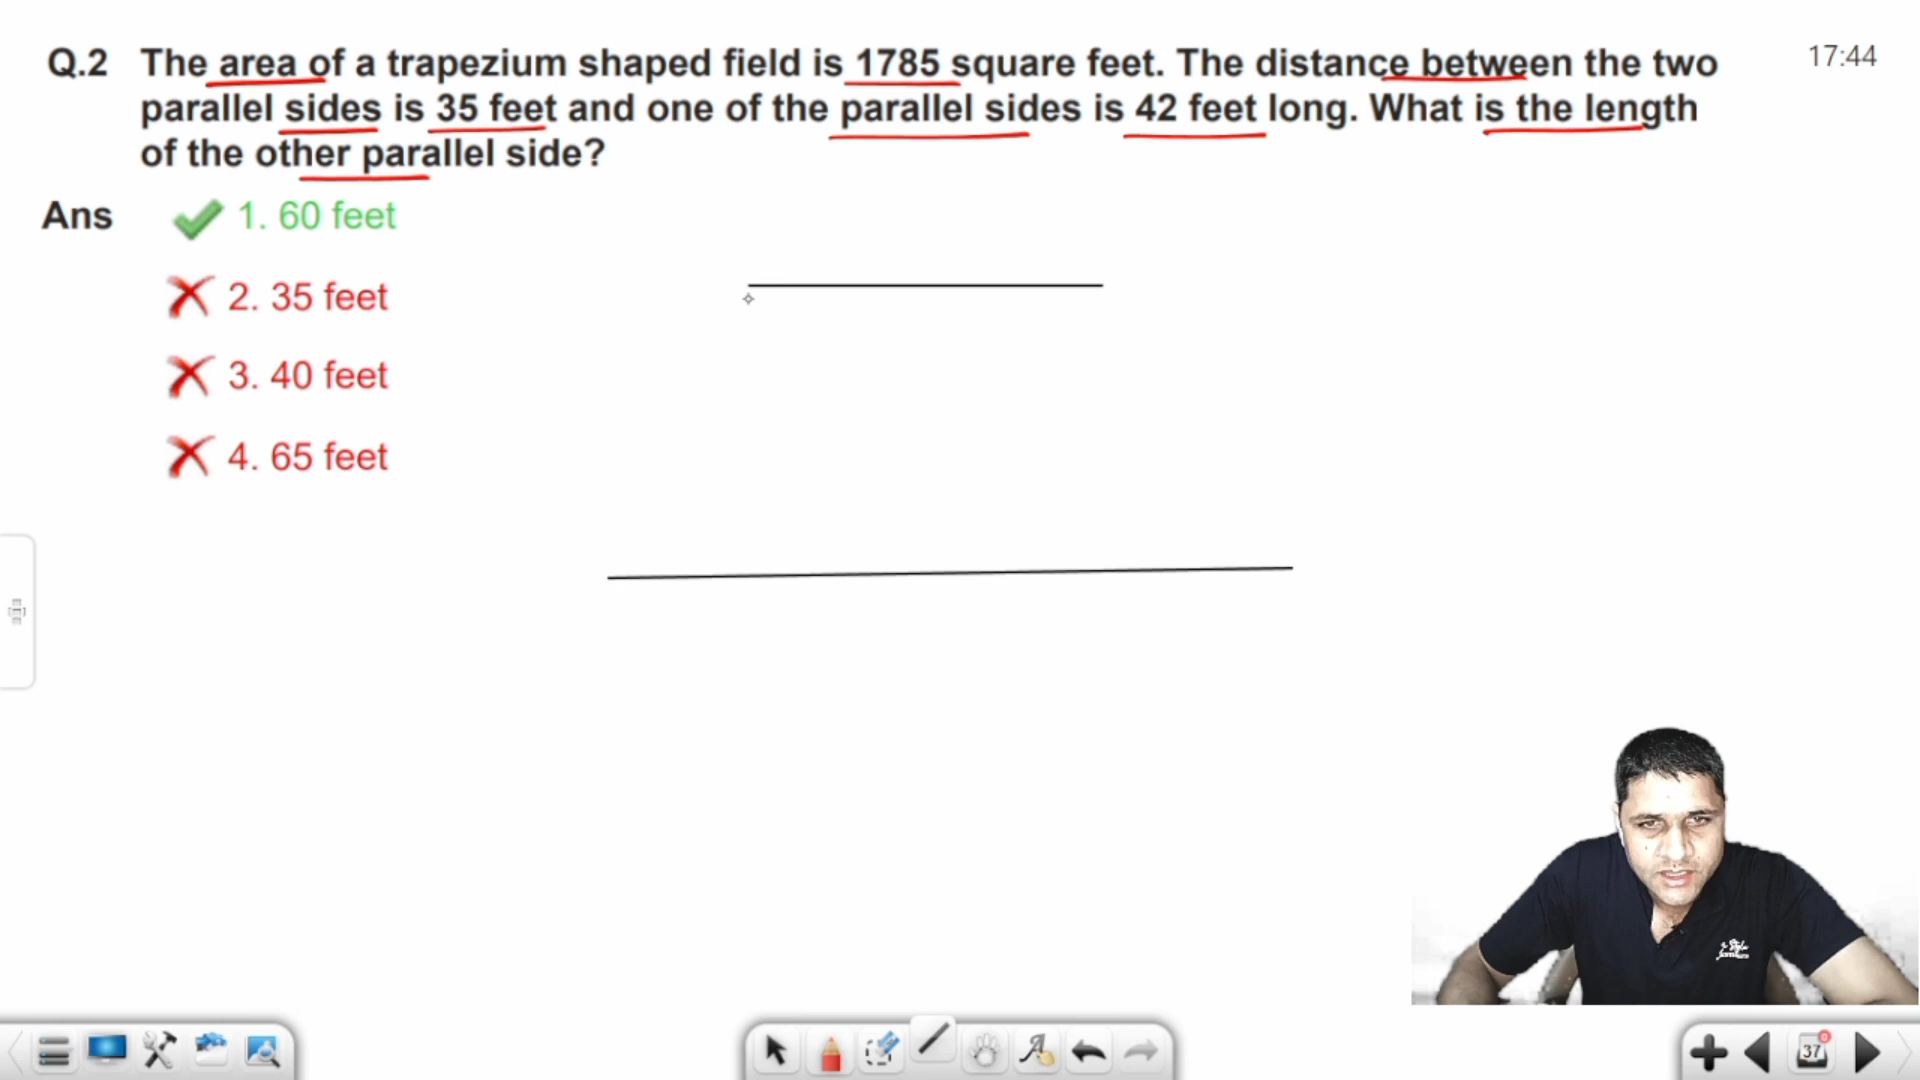 Q.2 The area of a trapezium shaped field is 1785 square feet. The distance between the two
17:44
parallel sides is 35 feet and one of the parallel sides is 42 feet long. What is the length
of the other parallel side?
Ans
1. 60 feet
2. 35 feet
3. 40 feet
4. 65 feet
37
0